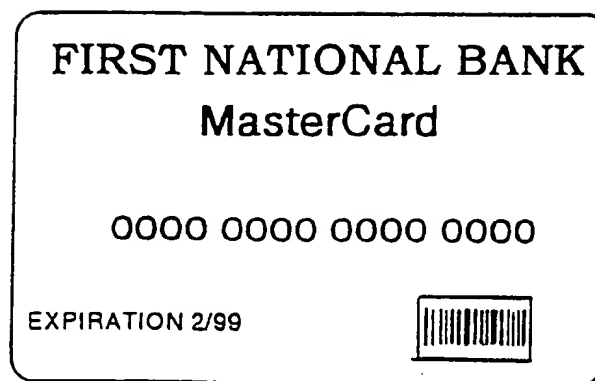 FIRST NATIONAL BANK
MasterCard
0000 0000 0000 0000
EXPIRATION 2/99